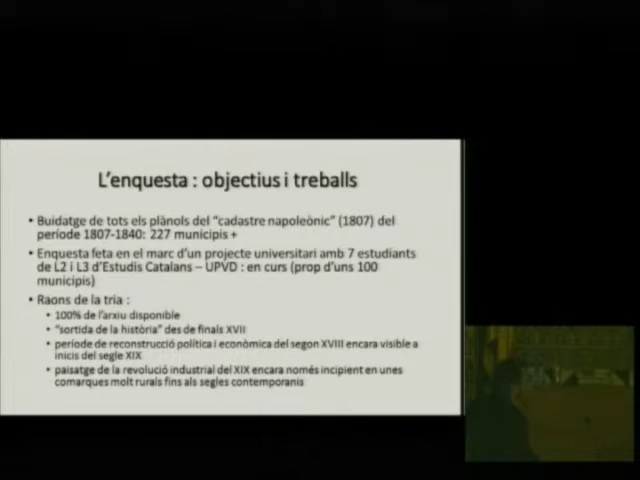 L'enquesta : objectius i treballs
• Buidatge de tots els plànols del "cadastre napoleònic" (1807) del
període 1807-1840: 227 municipis +
• Enquesta feta en el marc d'un projecte universitari amb 7 estudiants
de L2 i L3 d'Estudis Catalans – UPVD : en curs (prop d'uns 100
municipis)
• Raons de la tria :
• 100% de l'arxiu disponible
• "sortida de la història" des de finals XVII
• període de reconstrucció política i econòmica del segon XVIII encara visible a
inicis del segle XIX
• paisatge de la revolució industrial del XIX encara només incipient en unes
comarques molt rurals fins als segles contemporanis